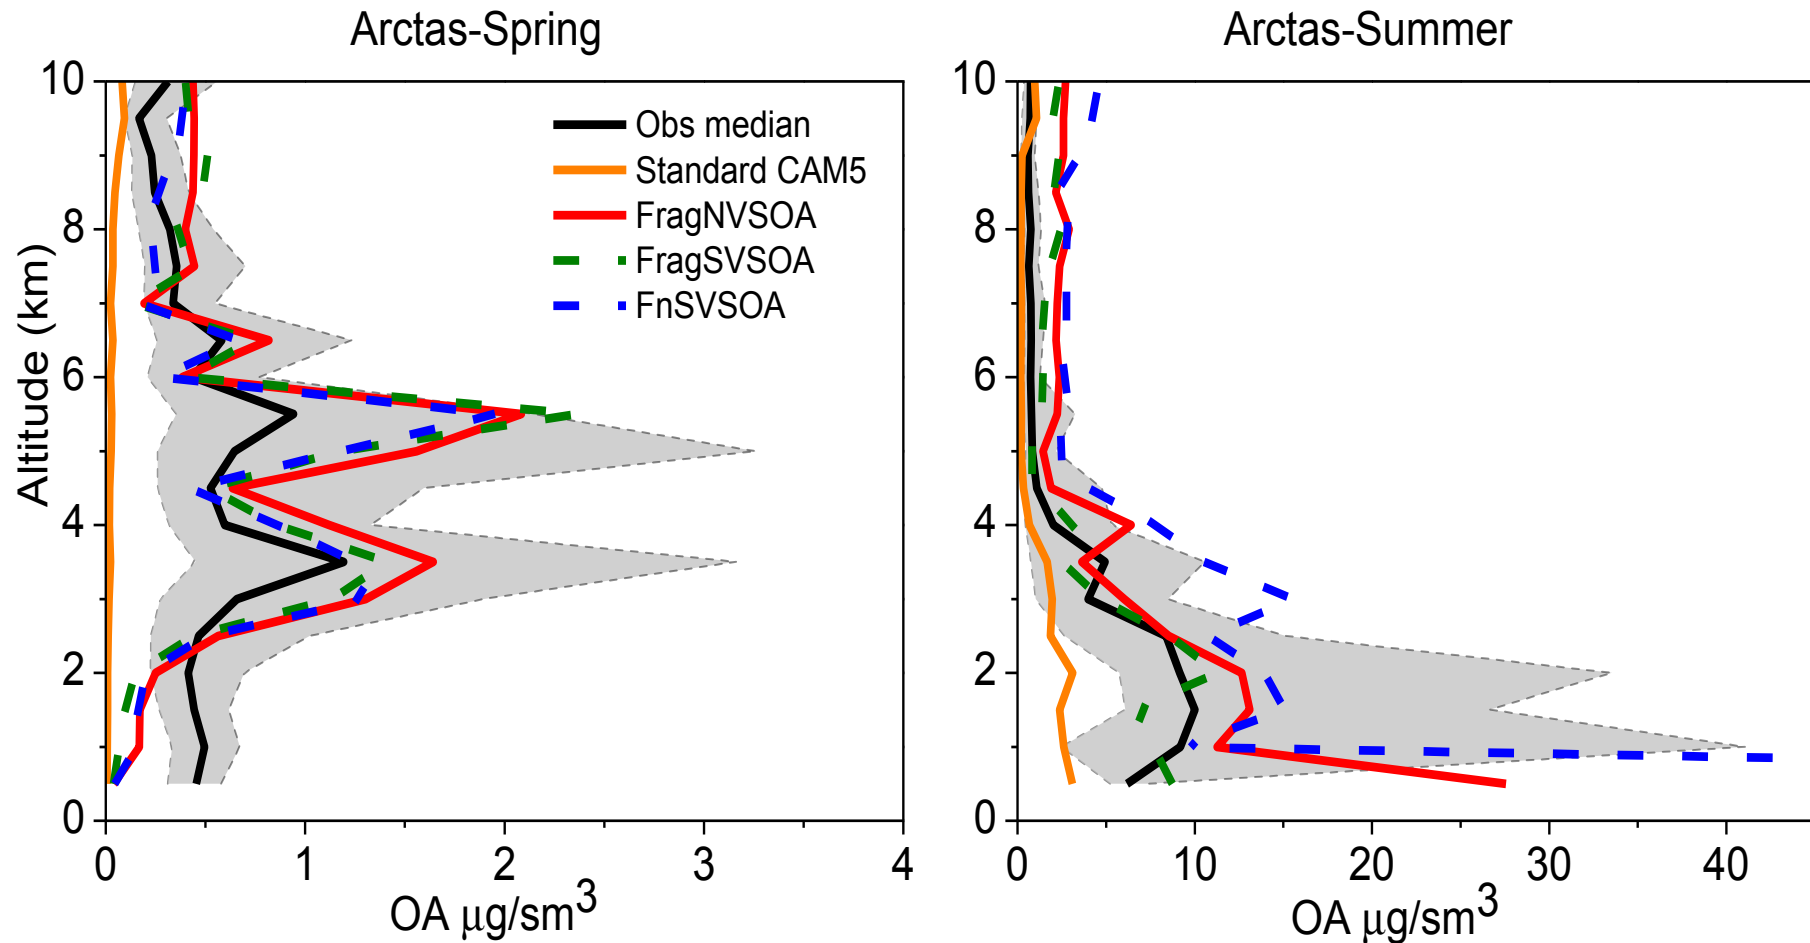 Arctas-Spring
Arctas-Summer
Altitude (km)
10
8
6
4
2
0
Obs median
Standard CAM5
FragNVSOA
FragSVSOA
FnSVSOA
0 1 2 3 4
OA μg/sm³
10
8
6
4
2
0
0 10 20 30 40
OA μg/sm³